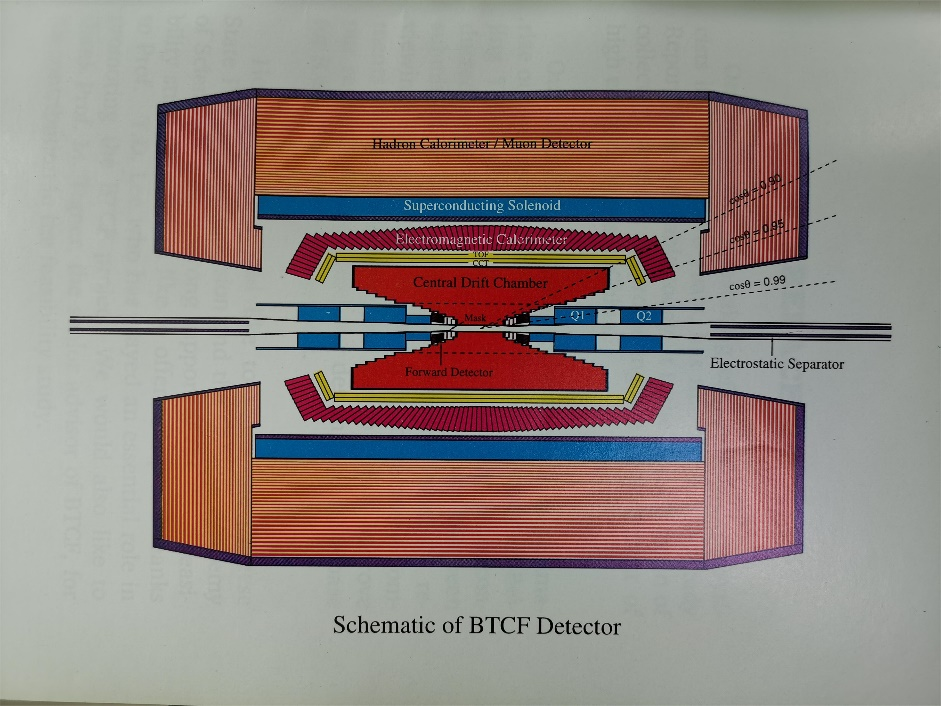 Hadron Calorimeter / Muon Detector
cosθ = 0.90
Superconducting Solenoid
cosθ = 0.95
Electromagnetic Calorimeter
TOF
CCT
Central Drift Chamber
cosθ = 0.99
Mask
Q1
Q2
Electrostatic Separator
Forward Detector
Schematic of BTCF Detector